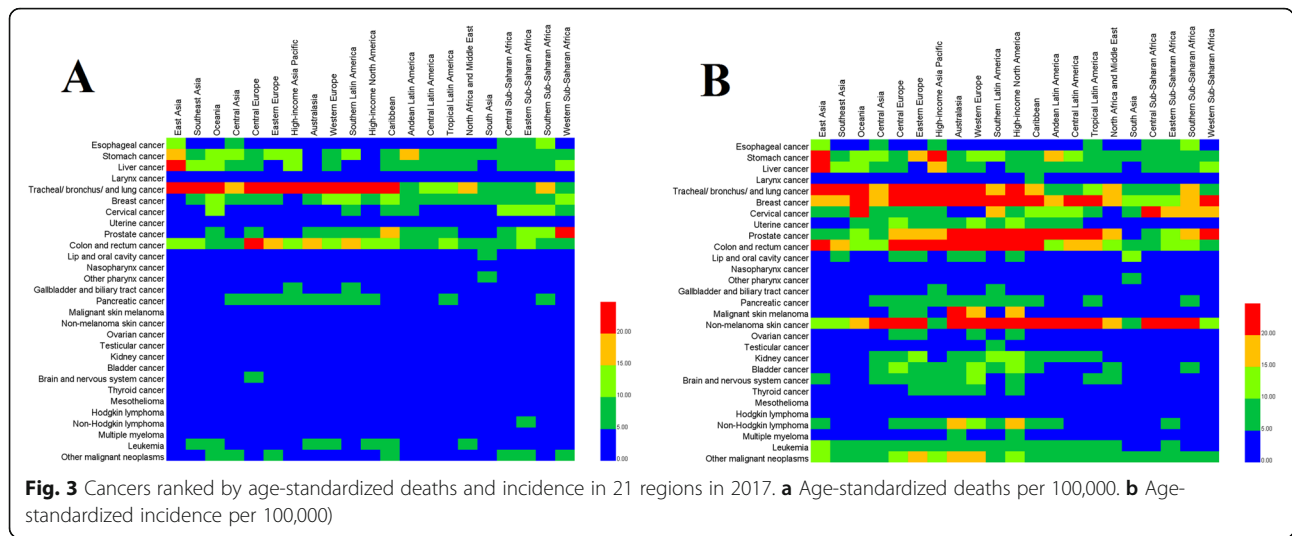 A
East Asia
Southeast Asia
Oceania
Central Asia
Central Europe
Eastern Europe
High-income Asia Pacific
Australasia
Western Europe
Southern Latin America
High-income North America
Caribbean
Andean Latin America
Central Latin America
Tropical Latin America
North Africa and Middle East
South Asia
Central Sub-Saharan Africa
Eastern Sub-Saharan Africa
Southern Sub-Saharan Africa
Western Sub-Saharan Africa
Esophageal cancer
Stomach cancer
Liver cancer
Larynx cancer
Tracheal/ bronchus/ and lung cancer
Breast cancer
Cervical cancer
Uterine cancer
Prostate cancer
Colon and rectum cancer
Lip and oral cavity cancer
Nasopharynx cancer
Other pharynx cancer
Gallbladder and biliary tract cancer
Pancreatic cancer
Malignant skin melanoma
Non-melanoma skin cancer
Ovarian cancer
Testicular cancer
Kidney cancer
Bladder cancer
Brain and nervous system cancer
Thyroid cancer
Mesothelioma
Hodgkin lymphoma
Non-Hodgkin lymphoma
Multiple myeloma
Leukemia
Other malignant neoplasms
20.00
15.00
10.00
5.00
0.00
B
East Asia
Southeast Asia
Oceania
Central Asia
Central Europe
Eastern Europe
High-income Asia Pacific
Australasia
Western Europe
Southern Latin America
High-income North America
Caribbean
Andean Latin America
Central Latin America
Tropical Latin America
North Africa and Middle East
South Asia
Central Sub-Saharan Africa
Eastern Sub-Saharan Africa
Southern Sub-Saharan Africa
Western Sub-Saharan Africa
Esophageal cancer
Stomach cancer
Liver cancer
Larynx cancer
Tracheal/ bronchus/ and lung cancer
Breast cancer
Cervical cancer
Uterine cancer
Prostate cancer
Colon and rectum cancer
Lip and oral cavity cancer
Nasopharynx cancer
Other pharynx cancer
Gallbladder and biliary tract cancer
Pancreatic cancer
Malignant skin melanoma
Non-melanoma skin cancer
Ovarian cancer
Testicular cancer
Kidney cancer
Bladder cancer
Brain and nervous system cancer
Thyroid cancer
Mesothelioma
Hodgkin lymphoma
Non-Hodgkin lymphoma
Multiple myeloma
Leukemia
Other malignant neoplasms
20.00
15.00
10.00
5.00
0.00
Fig. 3 Cancers ranked by age-standardized deaths and incidence in 21 regions in 2017. a Age-standardized deaths per 100,000. b Age-
standardized incidence per 100,000)